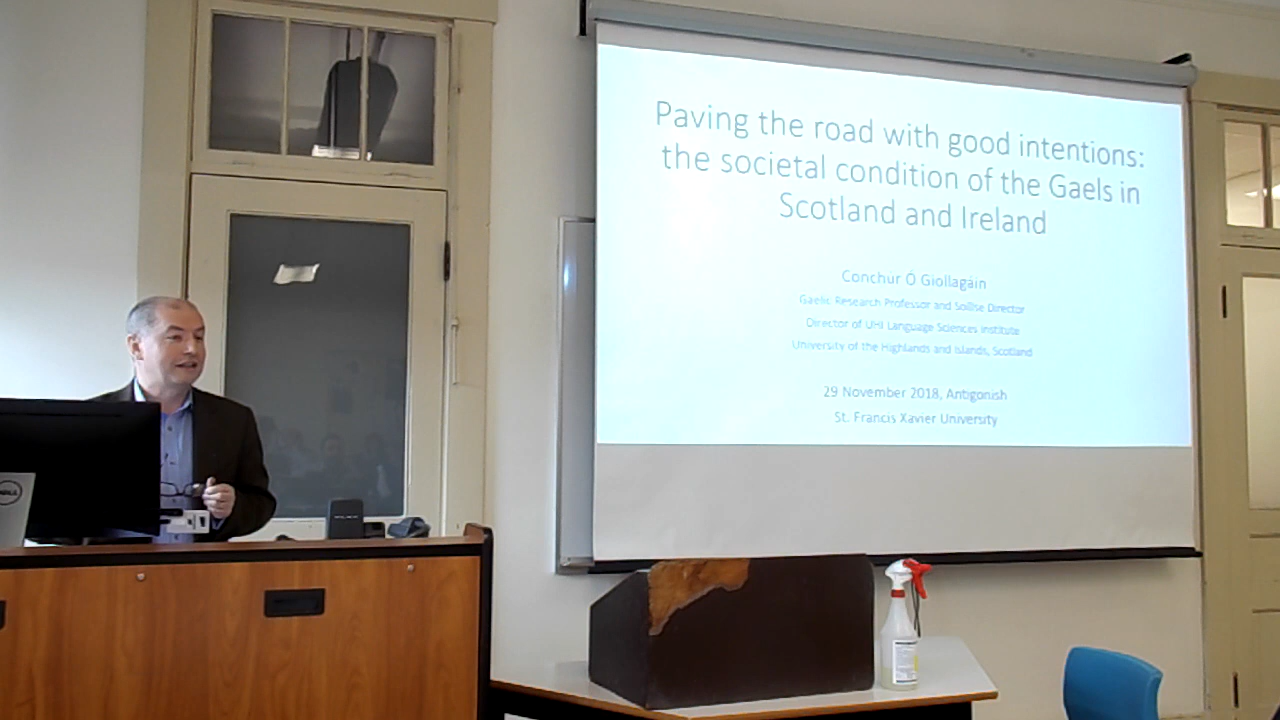 Paving the road with good intentions:
the societal condition of the Gaels in
Scotland and Ireland
Conchúr Ó Giollagáin
Gaelic Research Professor and Soillse Director
Director of UHI Language Sciences Institute
University of the Highlands and Islands, Scotland
29 November 2018, Antigonish
St. Francis Xavier University
DELL